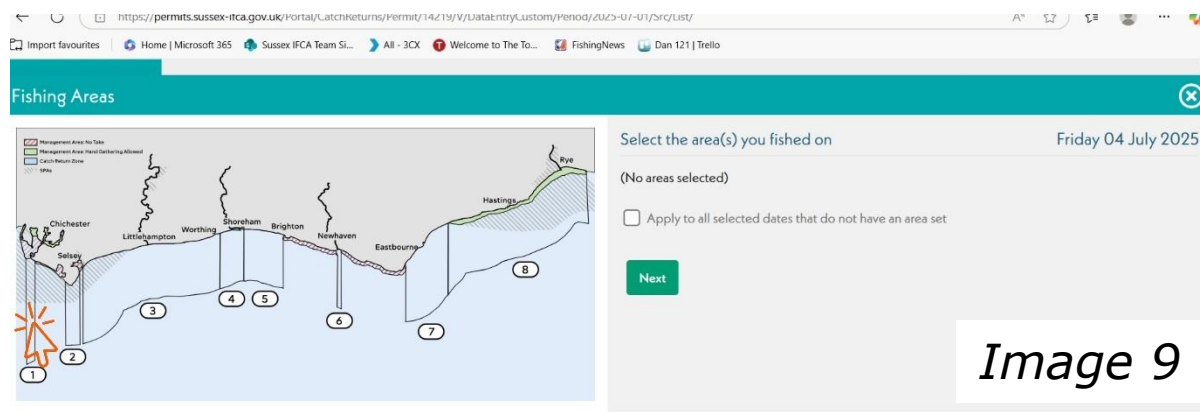 https://permits.sussex-ifca.gov.uk/Portal/CatchReturns/Permit/14219/V/DataEntryCustom/Period/2025-07-01/Src/List/
Import favourites Home | Microsoft 365 Sussex IFCA Team Si... All - 3CX Welcome to The To... FishingNews Dan 121 | Trello
Fishing Areas
Management Area: No Take
Management Area: Hand Gathering Allowed
Catch Return Zone
SPAs
Rye
Hastings
Chichester
Selsey
Littlehampton
Worthing
Shoreham
Brighton
Newhaven
Eastbourne
1
2
3
4
5
6
7
8
Select the area(s) you fished on Friday 04 July 2025
(No areas selected)
Apply to all selected dates that do not have an area set
Next
Image 9